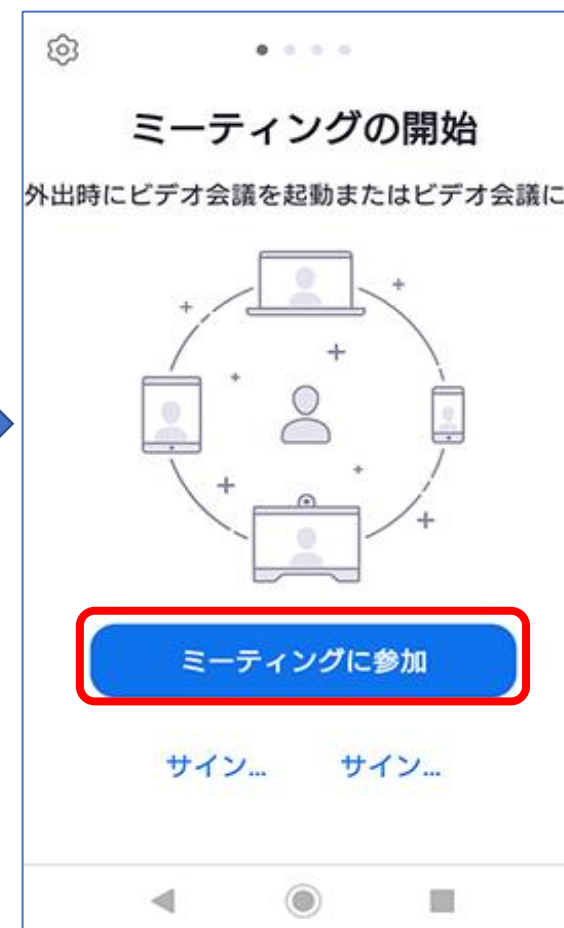 ミーティングの開始
外出時にビデオ会議を起動またはビデオ会議に
ミーティングに参加
サイン... サイン...